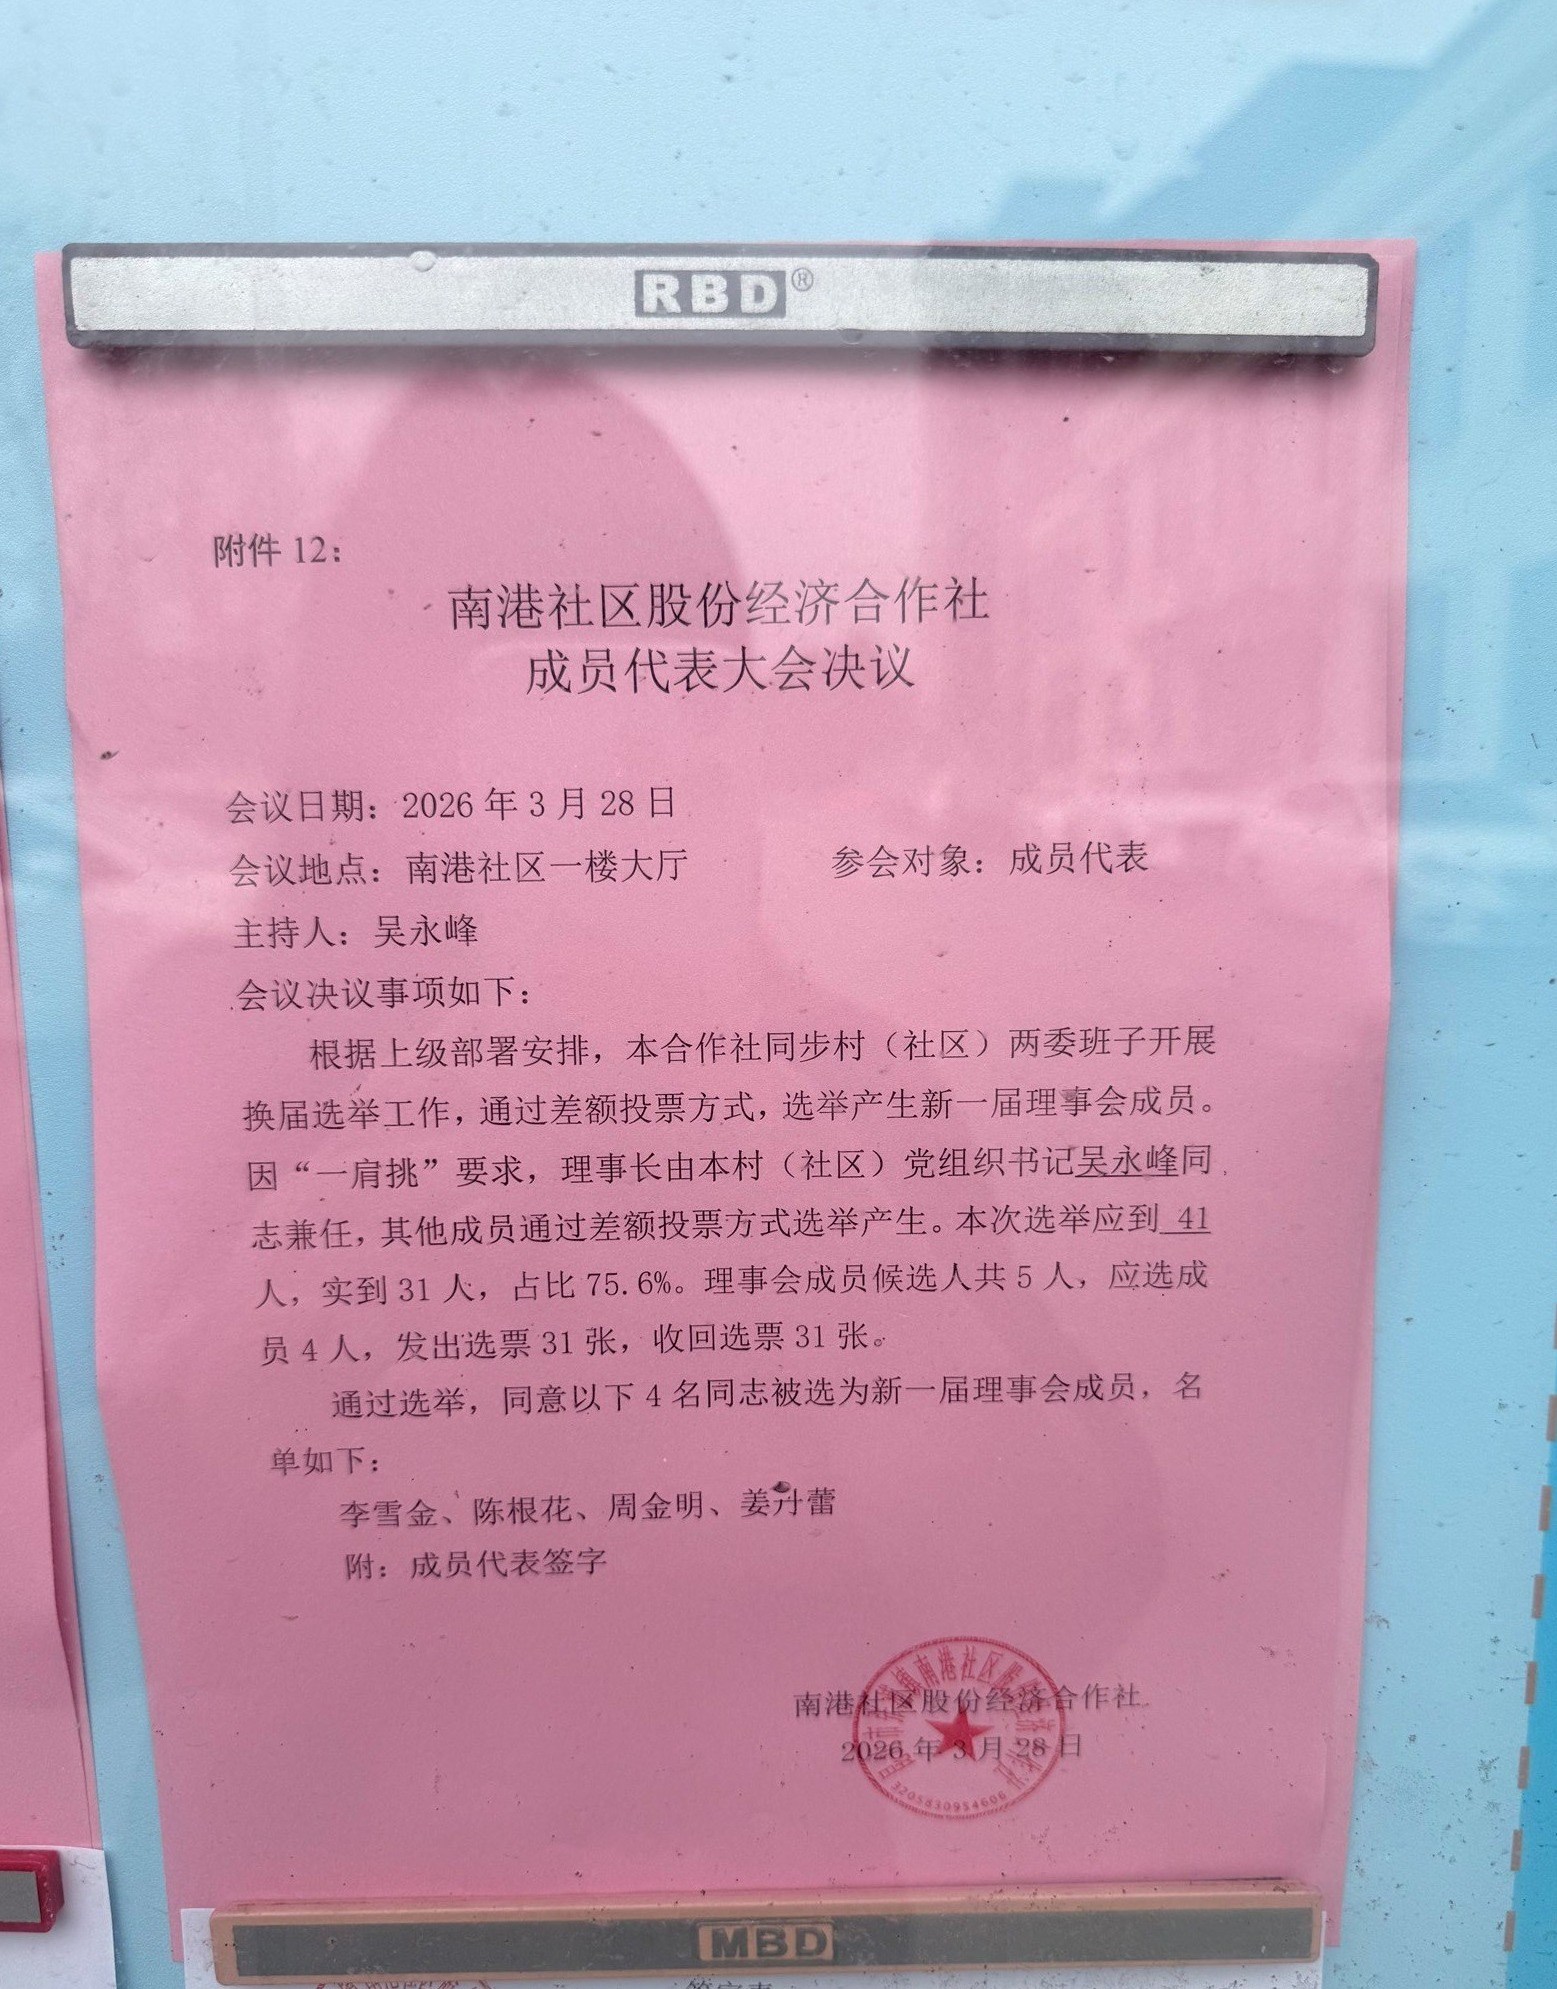 RBD®
附件 12：
南港社区股份经济合作社
成员代表大会决议
会议日期：2026 年 3 月 28 日
会议地点：南港社区一楼大厅 参会对象：成员代表
主持人：吴永峰
会议决议事项如下：
根据上级部署安排，本合作社同步村（社区）两委班子开展
换届选举工作，通过差额投票方式，选举产生新一届理事会成员。
因“一肩挑”要求，理事长由本村（社区）党组织书记吴永峰同
志兼任，其他成员通过差额投票方式选举产生。本次选举应到 41
人，实到 31 人，占比 75.6%。理事会成员候选人共 5 人，应选成
员 4 人，发出选票 31 张，收回选票 31 张。
通过选举，同意以下 4 名同志被选为新一届理事会成员，名
单如下：
李雪金、陈根花、周金明、姜丹蕾
附：成员代表签字
南港社区股份经济合作社
2026 年 3 月 28 日
3205830954606
MBD